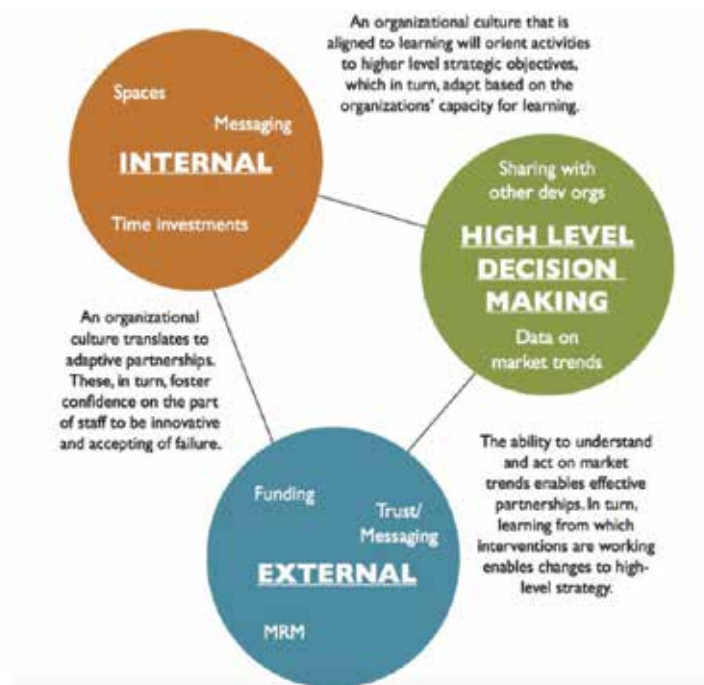 An organizational culture that is
aligned to learning will orient activities
to higher level strategic objectives,
which in turn, adapt based on the
organizations' capacity for learning.
Spaces
Messaging
INTERNAL
Time investments
Sharing with
other dev orgs
HIGH LEVEL
DECISION
MAKING
Data on
market trends
An organizational
culture translates to
adaptive partnerships.
These, in turn, foster
confidence on the part
of staff to be innovative
and accepting of failure.
The ability to understand
and act on market
trends enables effective
partnerships. In turn,
learning from which
interventions are working
enables changes to high-
level strategy.
Funding
Trust/
Messaging
EXTERNAL
MRM